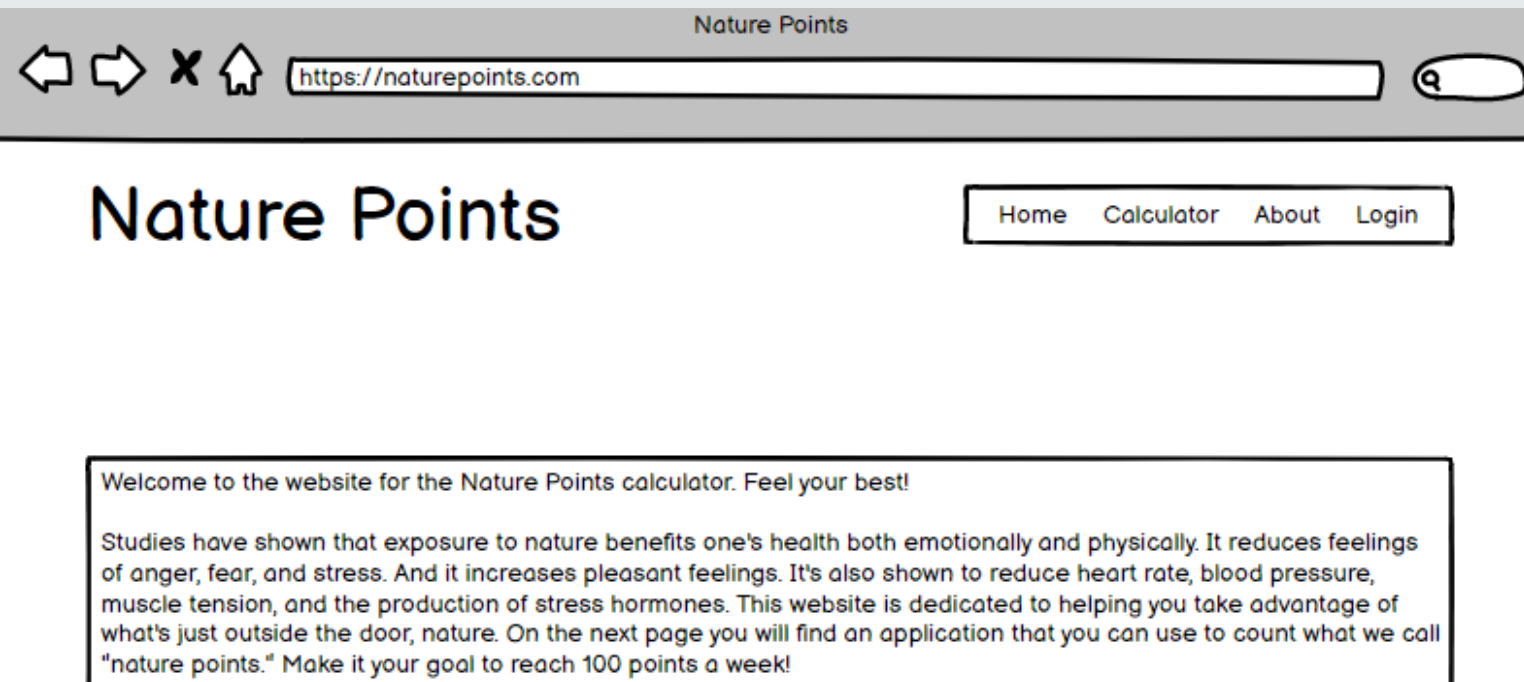 Nature Points
https://naturepoints.com
Nature Points
Home Calculator About Login
Welcome to the website for the Nature Points calculator. Feel your best!
Studies have shown that exposure to nature benefits one's health both emotionally and physically. It reduces feelings
of anger, fear, and stress. And it increases pleasant feelings. It's also shown to reduce heart rate, blood pressure,
muscle tension, and the production of stress hormones. This website is dedicated to helping you take advantage of
what's just outside the door, nature. On the next page you will find an application that you can use to count what we call
"nature points." Make it your goal to reach 100 points a week!